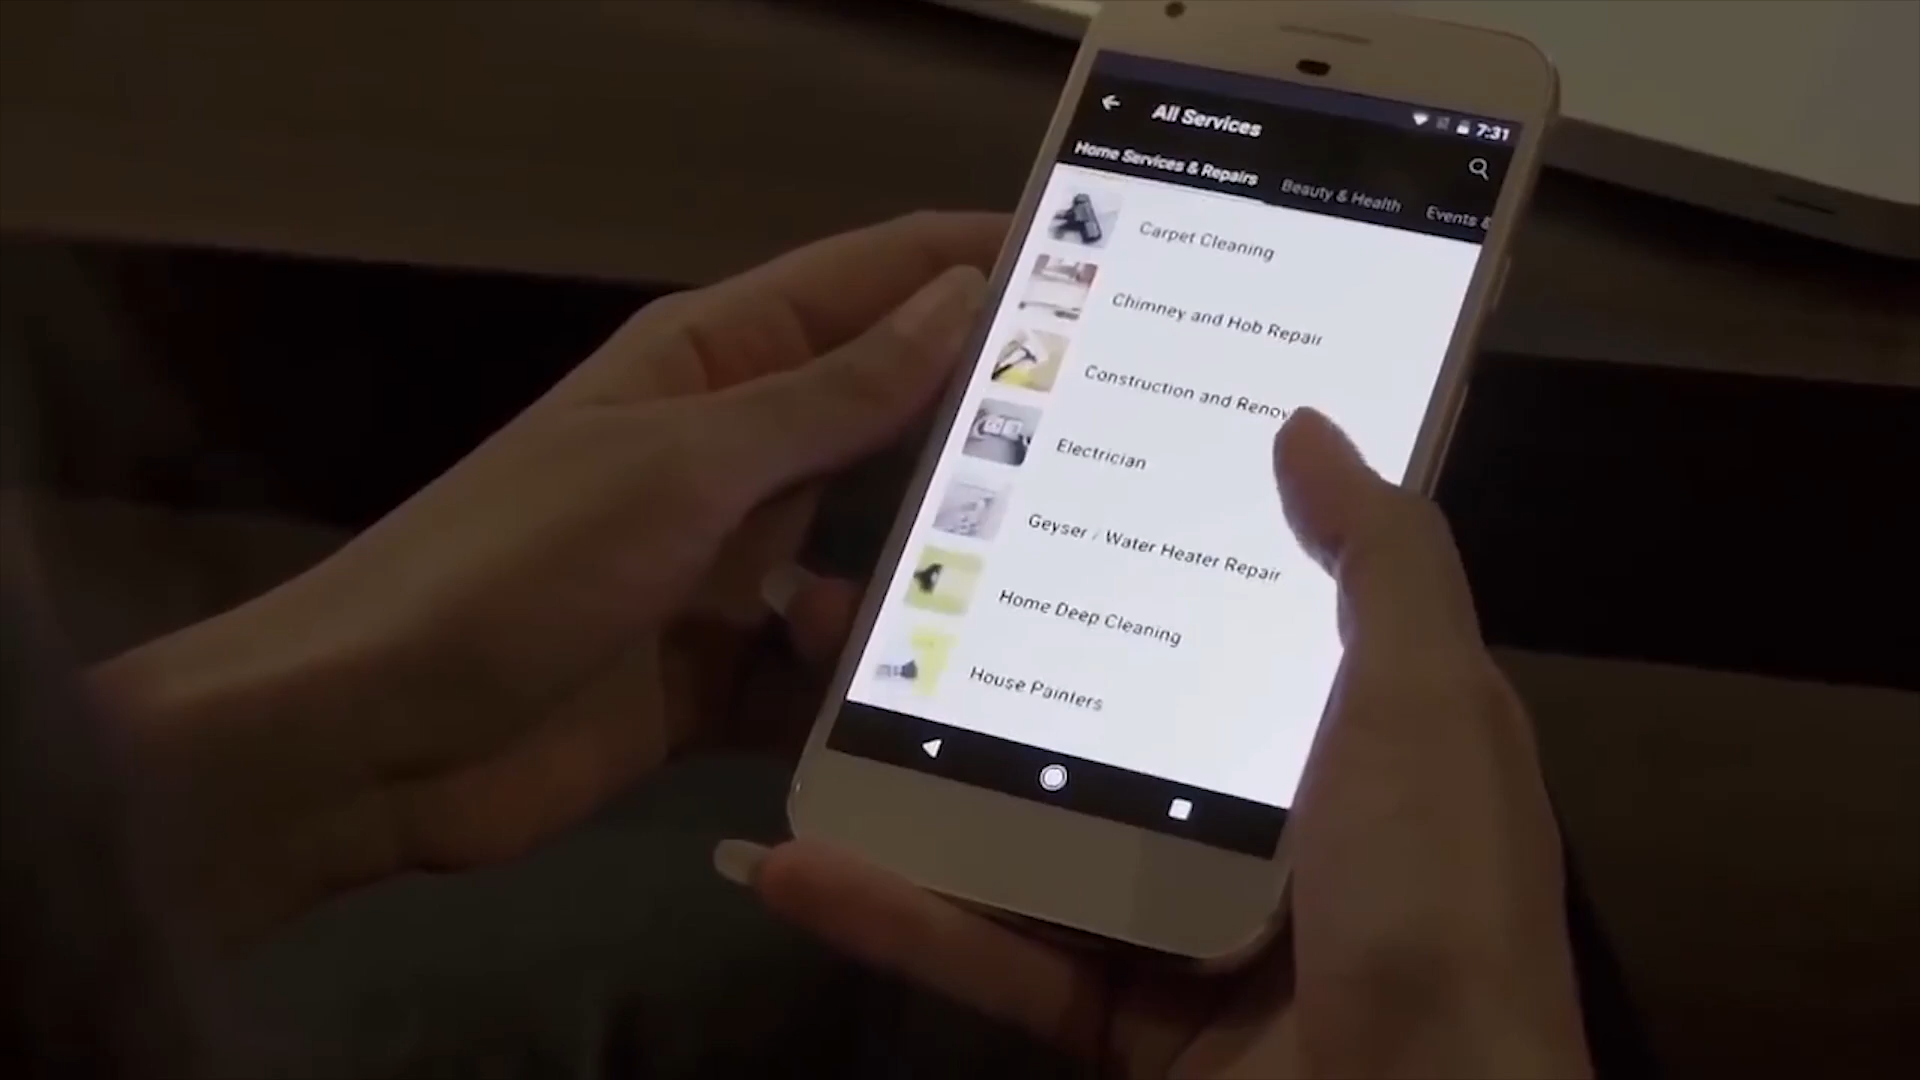 7:31
All Services
Home Services & Repairs
Beauty & Health
Events &
Carpet Cleaning
Chimney and Hob Repair
Construction and Renov
Electrician
Geyser / Water Heater Repair
Home Deep Cleaning
House Painters